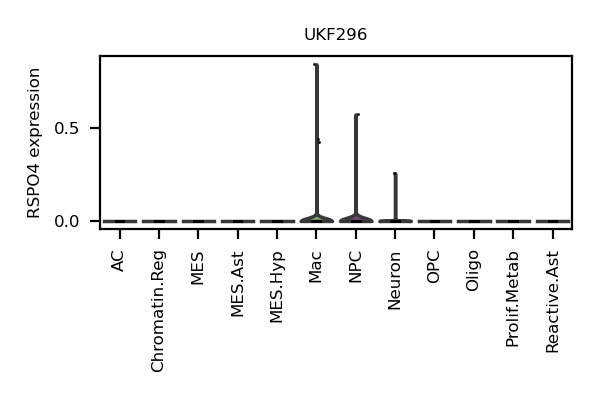 UKF296
RSPO4 expression
0.5
0.0
AC
Chromatin.Reg
MES
MES.Ast
MES.Hyp
Mac
NPC
Neuron
OPC
Oligo
Prolif.Metab
Reactive.Ast